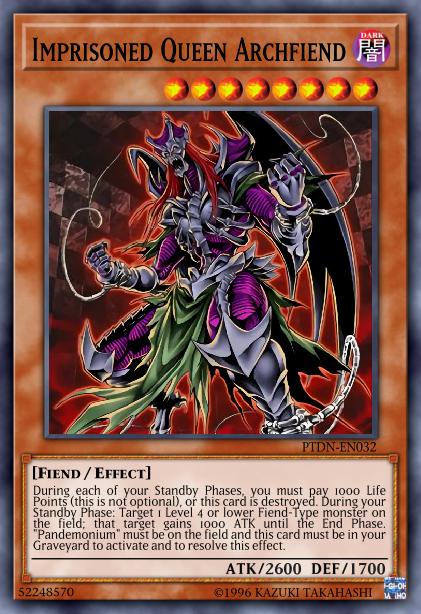 IMPRISONED QUEEN ARCHFIEND
DARK
闇
PTDN-EN032
[FIEND / EFFECT]
During each of your Standby Phases, you must pay 1000 Life
Points (this is not optional), or this card is destroyed. During your
Standby Phase: Target 1 Level 4 or lower Fiend-Type monster on
the field; that target gains 1000 ATK until the End Phase.
"Pandemonium" must be on the field and this card must be in your
Graveyard to activate and to resolve this effect.
ATK/2600 DEF/1700
52248570
©1996 KAZUKI TAKAHASHI